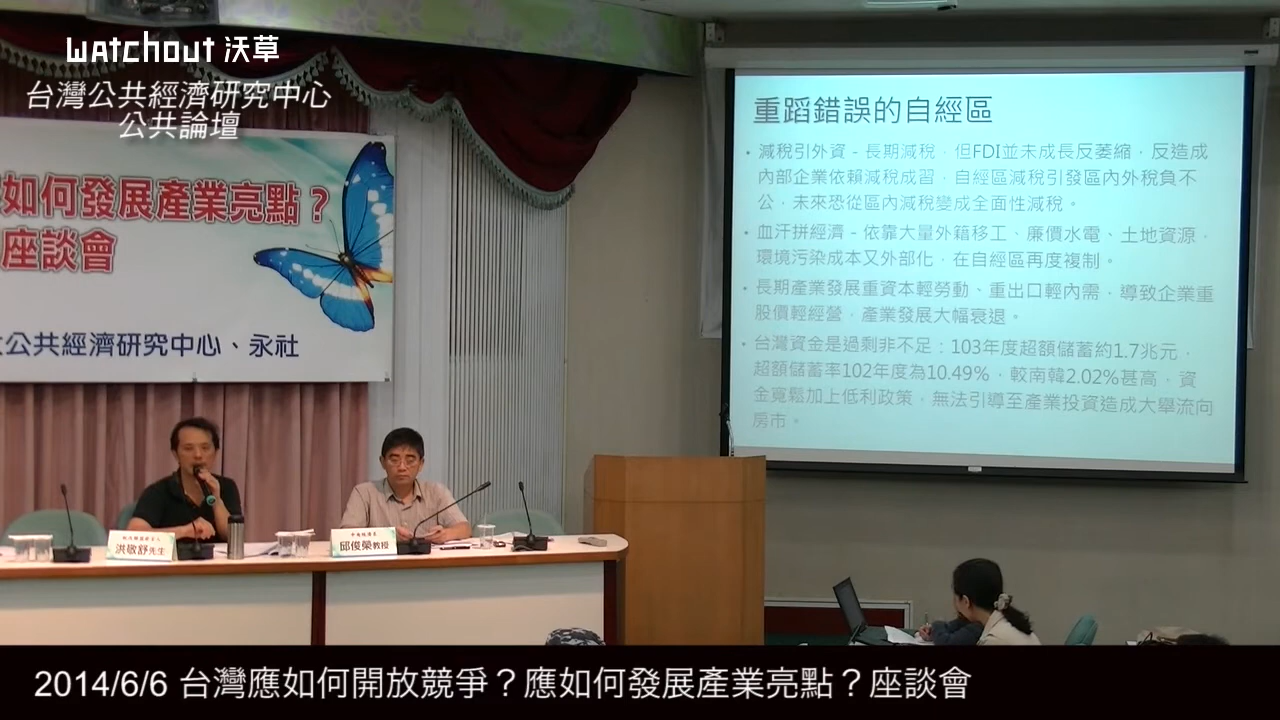 WATCHOUT 沃草
台灣公共經濟研究中心
公共論壇
如何發展產業亮點？
座談會
公共經濟研究中心、永社
重蹈錯誤的自經區
• 減稅引外資－長期減稅，但FDI並未成長反萎縮，反造成
內部企業依賴減稅成習，自經區減稅引發區內外稅負不
公，未來恐從區內減稅變成全面性減稅。
• 血汗拼經濟－依靠大量外籍移工、廉價水電、土地資源、
環境污染成本又外部化，在自經區再度複製。
• 長期產業發展重資本輕勞動、重出口輕內需、導致企業重
股價輕經營，產業發展大幅衰退。
• 台灣資金是過剩非不足：103年度超額儲蓄約1.7兆元，
超額儲蓄率102年度為10.49%，較南韓2.02%甚高，資
金寬鬆加上低利政策，無法引導至產業投資造成大舉流向
房市。
洪敬舒先生
邱俊榮教授
2014/6/6 台灣應如何開放競爭？應如何發展產業亮點？座談會